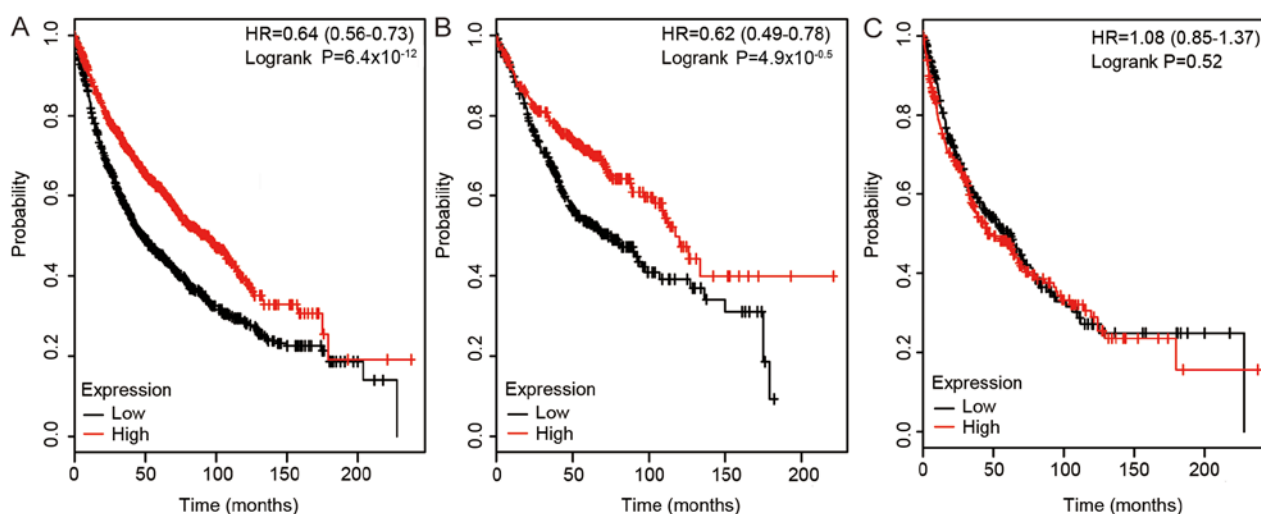 A
HR=0.64 (0.56-0.73)
Logrank P=6.4x10⁻¹²
Probability
1.0
0.8
0.6
0.4
0.2
0.0
Expression
Low
High
0 50 100 150 200
Time (months)
B
HR=0.62 (0.49-0.78)
Logrank P=4.9x10⁻⁰·⁵
Probability
1.0
0.8
0.6
0.4
0.2
0.0
Expression
Low
High
0 50 100 150 200
Time (months)
C
HR=1.08 (0.85-1.37)
Logrank P=0.52
Probability
1.0
0.8
0.6
0.4
0.2
0.0
Expression
Low
High
0 50 100 150 200
Time (months)